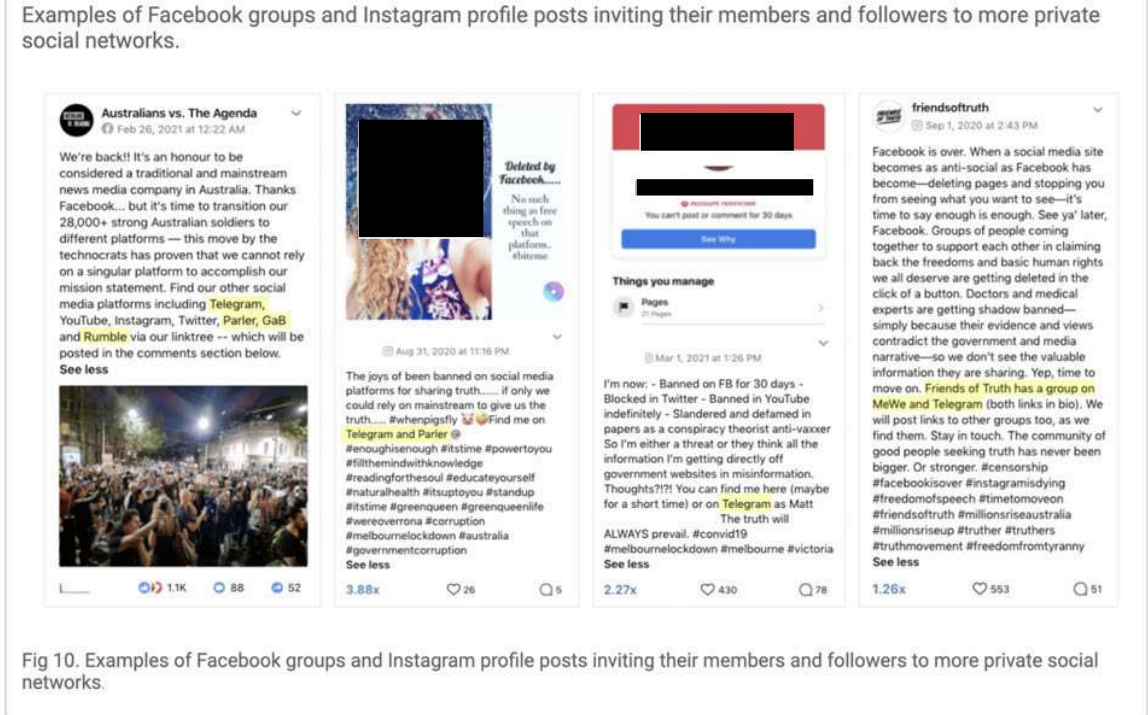 Examples of Facebook groups and Instagram profile posts inviting their members and followers to more private
social networks.
Australians vs. The Agenda
Feb 26, 2021 at 12:22 AM
We're back!! It's an honour to be
considered a traditional and mainstream
news media company in Australia. Thanks
Facebook... but it's time to transition our
28,000+ strong Australian soldiers to
different platforms — this move by the
technocrats has proven that we cannot rely
on a singular platform to accomplish our
mission statement. Find our other social
media platforms including Telegram,
YouTube, Instagram, Twitter, Parler, GaB
and Rumble via our linktree -- which will be
posted in the comments section below.
See less
1.1K 88 52
Deleted by
Facebook.....
No such
thing as free
speech on
that
platform..
#biteme
Aug 31, 2020 at 11:16 PM
The joys of been banned on social media
platforms for sharing truth...... if only we
could rely on mainstream to give us the
truth..... #whenpigsfly 🐷🤣Find me on
Telegram and Parler @
#enoughisenough #itstime #powertoyou
#fillthemindwithknowledge
#readingforthesoul #educateyourself
#naturalhealth #itsuptoyou #standup
#itstime #greenqueen #greenqueenlife
#wereoverrona #corruption
#melbournelockdown #australia
#governmentcorruption
See less
3.88x 26 5
Account restricted
You can't post or comment for 30 days
See Why
Things you manage
Pages
21 Pages
Mar 1, 2021 at 1:26 PM
I'm now: - Banned on FB for 30 days -
Blocked in Twitter - Banned in YouTube
indefinitely - Slandered and defamed in
papers as a conspiracy theorist anti-vaxxer
So I'm either a threat or they think all the
information I'm getting directly off
government websites in misinformation.
Thoughts?!?! You can find me here (maybe
for a short time) or on Telegram as Matt
The truth will
ALWAYS prevail. #convid19
#melbournelockdown #melbourne #victoria
See less
2.27x 430 78
friendsoftruth
Sep 1, 2020 at 2:43 PM
Facebook is over. When a social media site
becomes as anti-social as Facebook has
become—deleting pages and stopping you
from seeing what you want to see—it's
time to say enough is enough. See ya' later,
Facebook. Groups of people coming
together to support each other in claiming
back the freedoms and basic human rights
we all deserve are getting deleted in the
click of a button. Doctors and medical
experts are getting shadow banned—
simply because their evidence and views
contradict the government and media
narrative—so we don't see the valuable
information they are sharing. Yep, time to
move on. Friends of Truth has a group on
MeWe and Telegram (both links in bio). We
will post links to other groups too, as we
find them. Stay in touch. The community of
good people seeking truth has never been
bigger. Or stronger. #censorship
#facebookisover #instagramisdying
#freedomofspeech #timetomoveon
#friendsoftruth #millionsriseaustralia
#millionsriseup #truther #truthers
#truthmovement #freedomfromtyranny
See less
1.26x 553 51
Fig 10. Examples of Facebook groups and Instagram profile posts inviting their members and followers to more private social
networks.